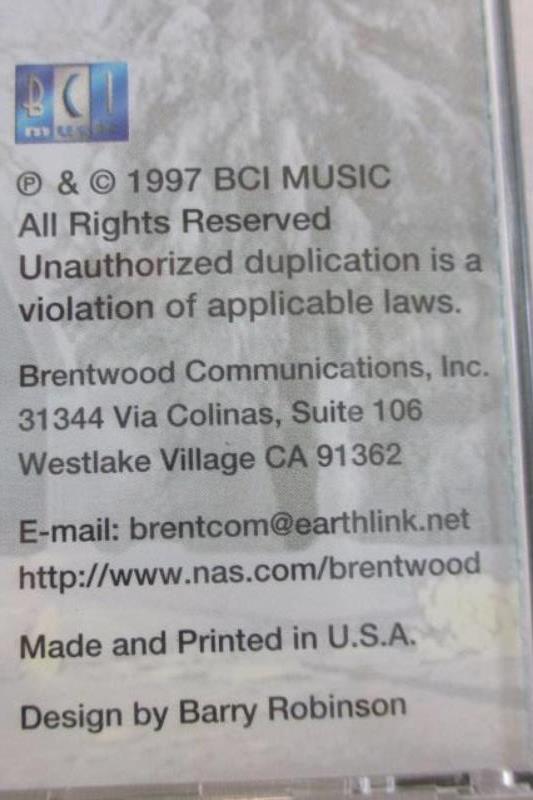 BCI
music
℗ & © 1997 BCI MUSIC
All Rights Reserved
Unauthorized duplication is a
violation of applicable laws.
Brentwood Communications, Inc.
31344 Via Colinas, Suite 106
Westlake Village CA 91362
E-mail: brentcom@earthlink.net
http://www.nas.com/brentwood
Made and Printed in U.S.A.
Design by Barry Robinson